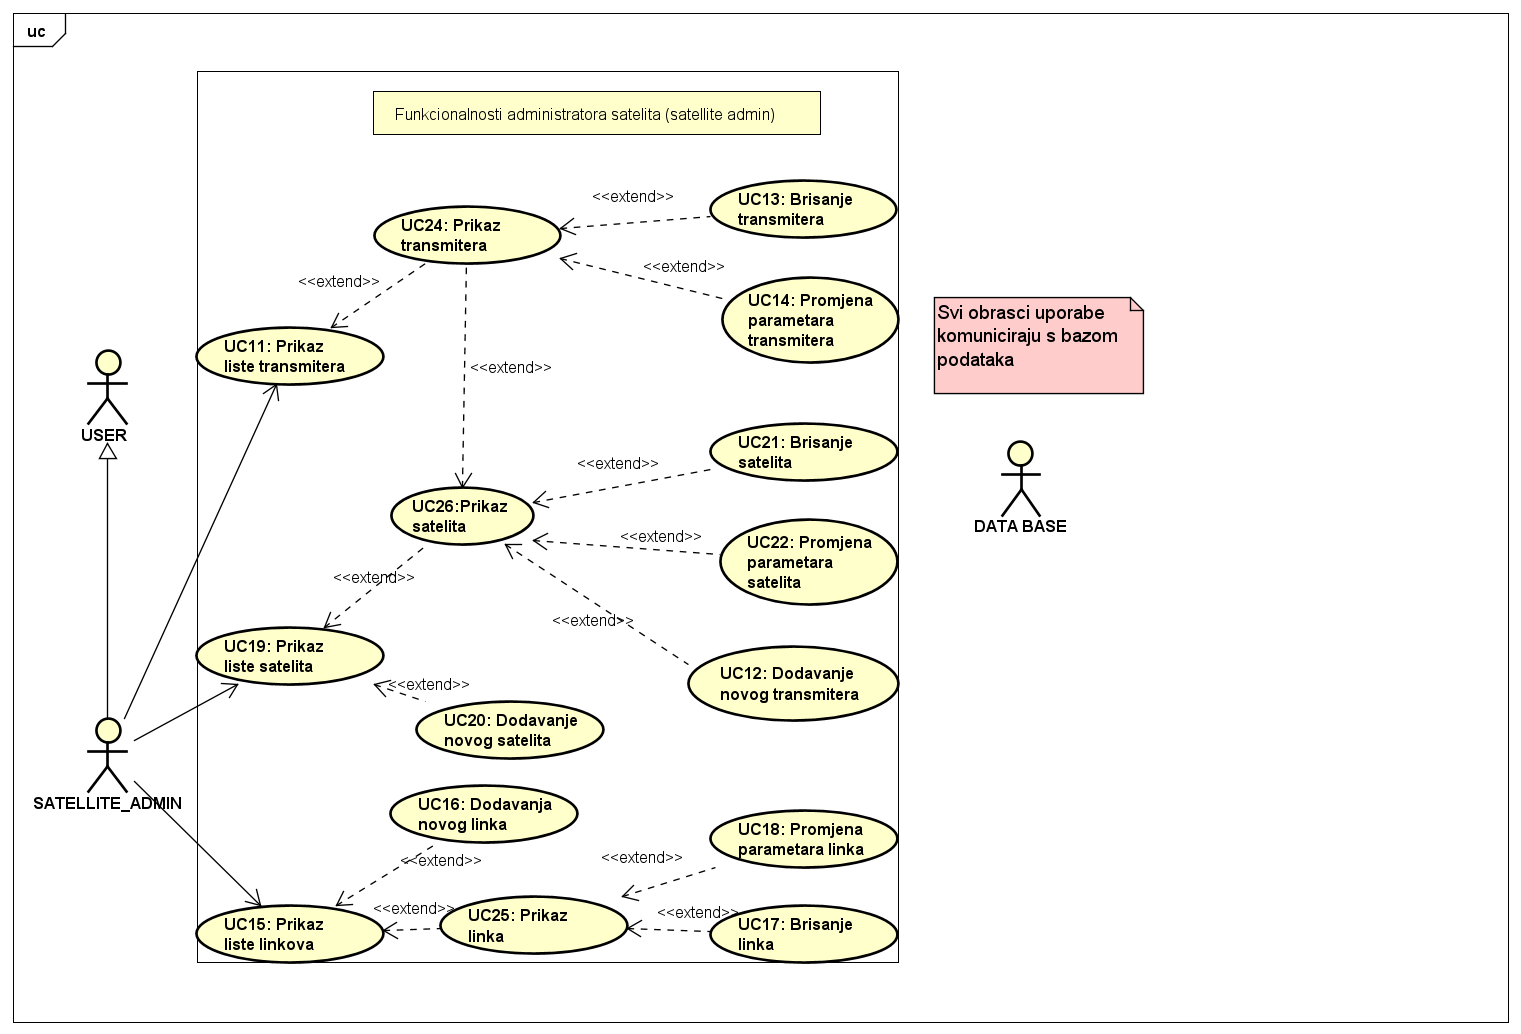 uc
Funkcionalnosti administratora satelita (satellite admin)
<<extend>>
UC13: Brisanje
transmitera
UC24: Prikaz
transmitera
<<extend>>
<<extend>>
UC14: Promjena
parametara
transmitera
Svi obrasci uporabe
komuniciraju s bazom
podataka
UC11: Prikaz
liste transmitera
<<extend>>
USER
UC21: Brisanje
satelita
<<extend>>
UC26:Prikaz
satelita
DATA BASE
<<extend>>
UC22: Promjena
parametara
satelita
<<extend>>
<<extend>>
UC19: Prikaz
liste satelita
UC12: Dodavanje
novog transmitera
<<extend>>
UC20: Dodavanje
novog satelita
SATELLITE_ADMIN
UC16: Dodavanja
novog linka
UC18: Promjena
parametara linka
<<extend>>
<<extend>>
<<extend>>
<<extend>>
UC25: Prikaz
linka
UC15: Prikaz
liste linkova
UC17: Brisanje
linka